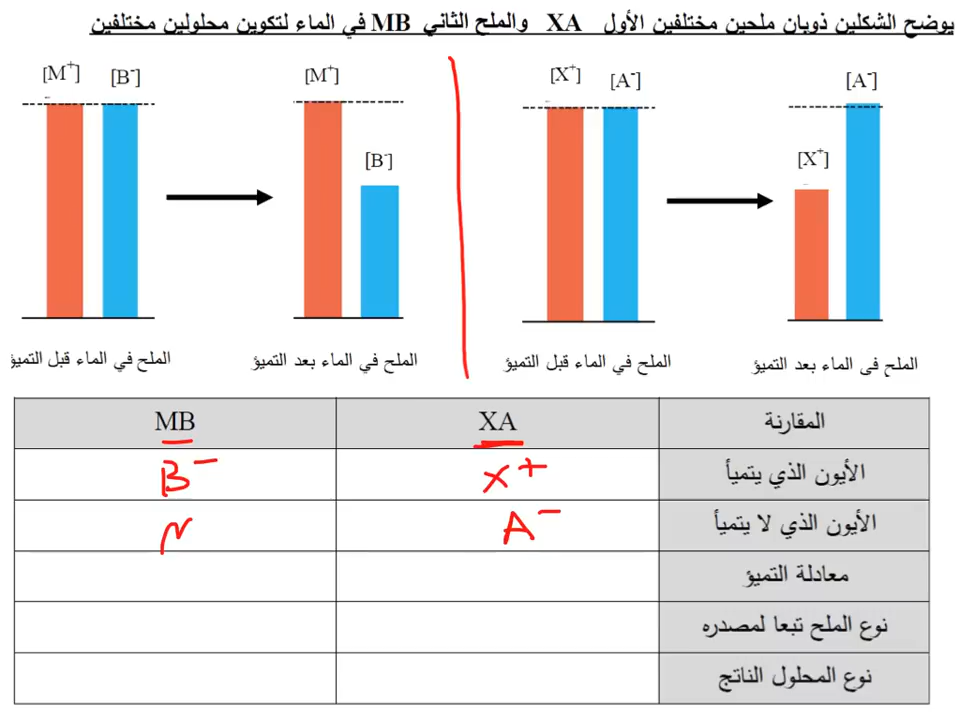 يوضح الشكلين ذوبان ملحين مختلفين الأول XA والملح الثاني MB في الماء لتكوين محلولين مختلفين
[M⁺] [B⁻] [M⁺] [B⁻] [X⁺] [A⁻] [X⁺] [A⁻]
الملح في الماء بعد التميؤ الملح في الماء قبل التميؤ الملح في الماء بعد التميؤ الملح في الماء قبل التميؤ
المقارنة XA MB
الأيون الذي يتميأ X+ B−
الأيون الذي لا يتميأ A−
معادلة التميؤ
نوع الملح تبعا لمصدره
نوع المحلول الناتج